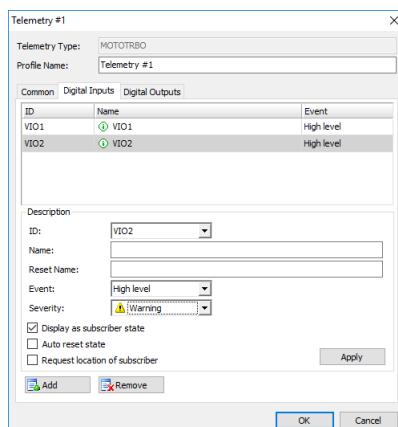 Telemetry #1
Telemetry Type: MOTOTRBO
Profile Name: Telemetry #1
Common Digital Inputs Digital Outputs
ID Name Event
VIO1 VIO1 High level
VIO2 VIO2 High level
Description
ID: VIO2
Name:
Reset Name:
Event: High level
Severity: Warning
Display as subscriber state
Auto reset state
Request location of subscriber
Apply
Add Remove
OK Cancel